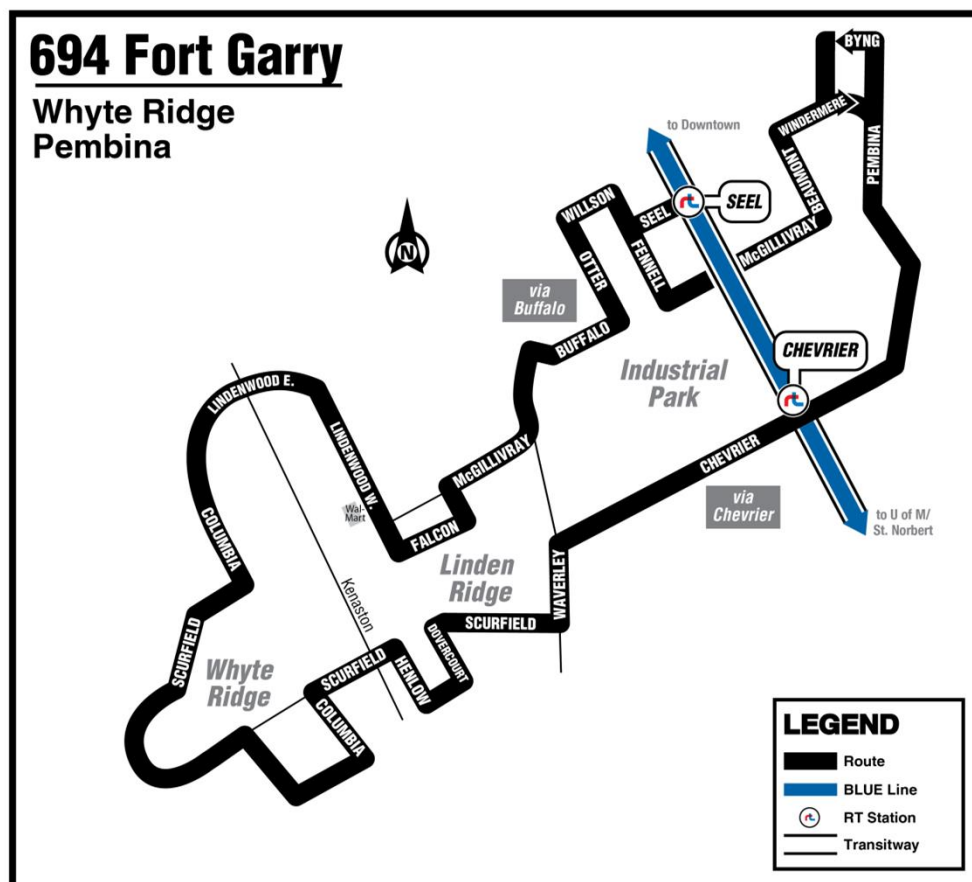 694 Fort Garry
Whyte Ridge
Pembina
BYNG
to Downtown
WINDERMERE
PEMBINA
BEAUMONT
SEEL
SEEL
WILLSON
FENNELL
McGILLIVRAY
OTTER
via
Buffalo
BUFFALO
CHEVRIER
Industrial
Park
LINDENWOOD E.
LINDENWOOD W.
McGILLIVRAY
CHEVRIER
via
Chevrier
to U of M/
St. Norbert
Wal-
Mart
FALCON
COLUMBIA
Linden
Ridge
WAVERLEY
Kenaston
SCURFIELD
DOVERCOURT
SCURFIELD
Whyte
Ridge
SCURFIELD
HENLOW
COLUMBIA
N
LEGEND
Route
BLUE Line
rt
RT Station
Transitway
rt
rt